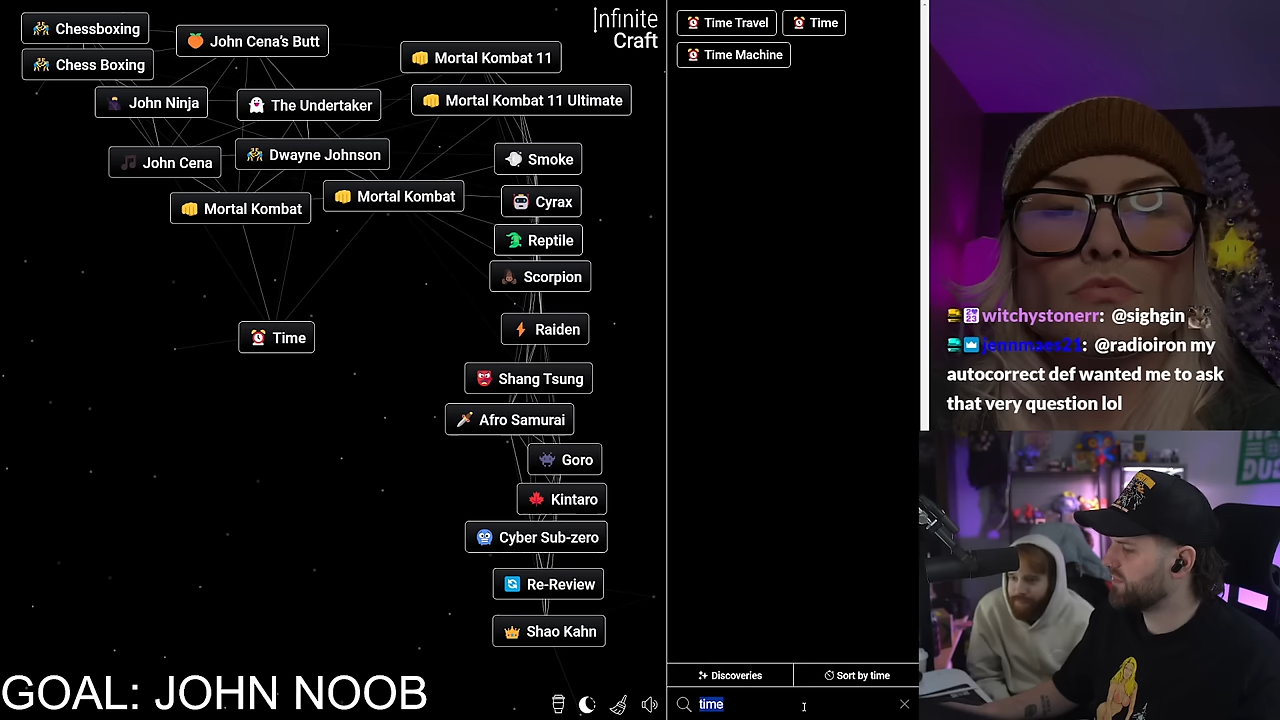 Chessboxing
Chess Boxing
John Cena's Butt
John Ninja
The Undertaker
John Cena
Dwayne Johnson
Mortal Kombat
Mortal Kombat
Mortal Kombat 11
Mortal Kombat 11 Ultimate
Smoke
Cyrax
Reptile
Scorpion
Raiden
Shang Tsung
Afro Samurai
Goro
Kintaro
Cyber Sub-zero
Re-Review
Shao Kahn
Time
GOAL: JOHN NOOB
Infinite
Craft
Time Travel
Time
Time Machine
Discoveries
Sort by time
time
witchystonerr: @sighgin
jennmaes21: @radioiron my
autocorrect def wanted me to ask
that very question lol